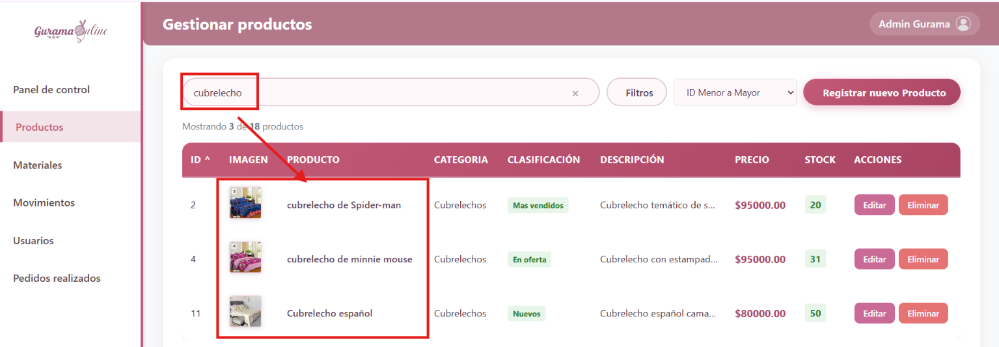 Gurama Online
Gestionar productos
Admin Gurama
Panel de control
Productos
Materiales
Movimientos
Usuarios
Pedidos realizados
cubrelecho × Filtros ID Menor a Mayor Registrar nuevo Producto
Mostrando 3 de 18 productos
ID ^ IMAGEN PRODUCTO CATEGORIA CLASIFICACIÓN DESCRIPCIÓN PRECIO STOCK ACCIONES
2 cubrelecho de Spider-man Cubrelechos Mas vendidos Cubrelecho temático de s... $95000.00 20 Editar Eliminar
4 cubrelecho de minnie mouse Cubrelechos En oferta Cubrelecho con estampad... $95000.00 31 Editar Eliminar
11 Cubrelecho español Cubrelechos Nuevos Cubrelecho español cama... $80000.00 50 Editar Eliminar